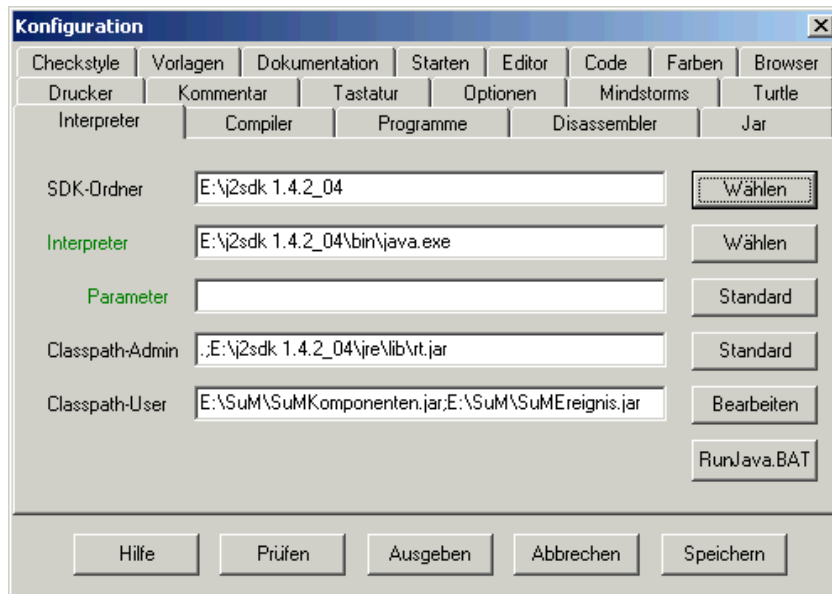 Konfiguration
Checkstyle Vorlagen Dokumentation Starten Editor Code Farben Browser
Drucker Kommentar Tastatur Optionen Mindstorms Turtle
Interpreter Compiler Programme Disassembler Jar
SDK-Ordner E:\j2sdk 1.4.2_04 Wählen
Interpreter E:\j2sdk 1.4.2_04\bin\java.exe Wählen
Parameter Standard
Classpath-Admin .;E:\j2sdk 1.4.2_04\jre\lib\rt.jar Standard
Classpath-User E:\SuM\SuMKomponenten.jar;E:\SuM\SuMEreignis.jar Bearbeiten
RunJava.BAT
Hilfe Prüfen Ausgeben Abbrechen Speichern